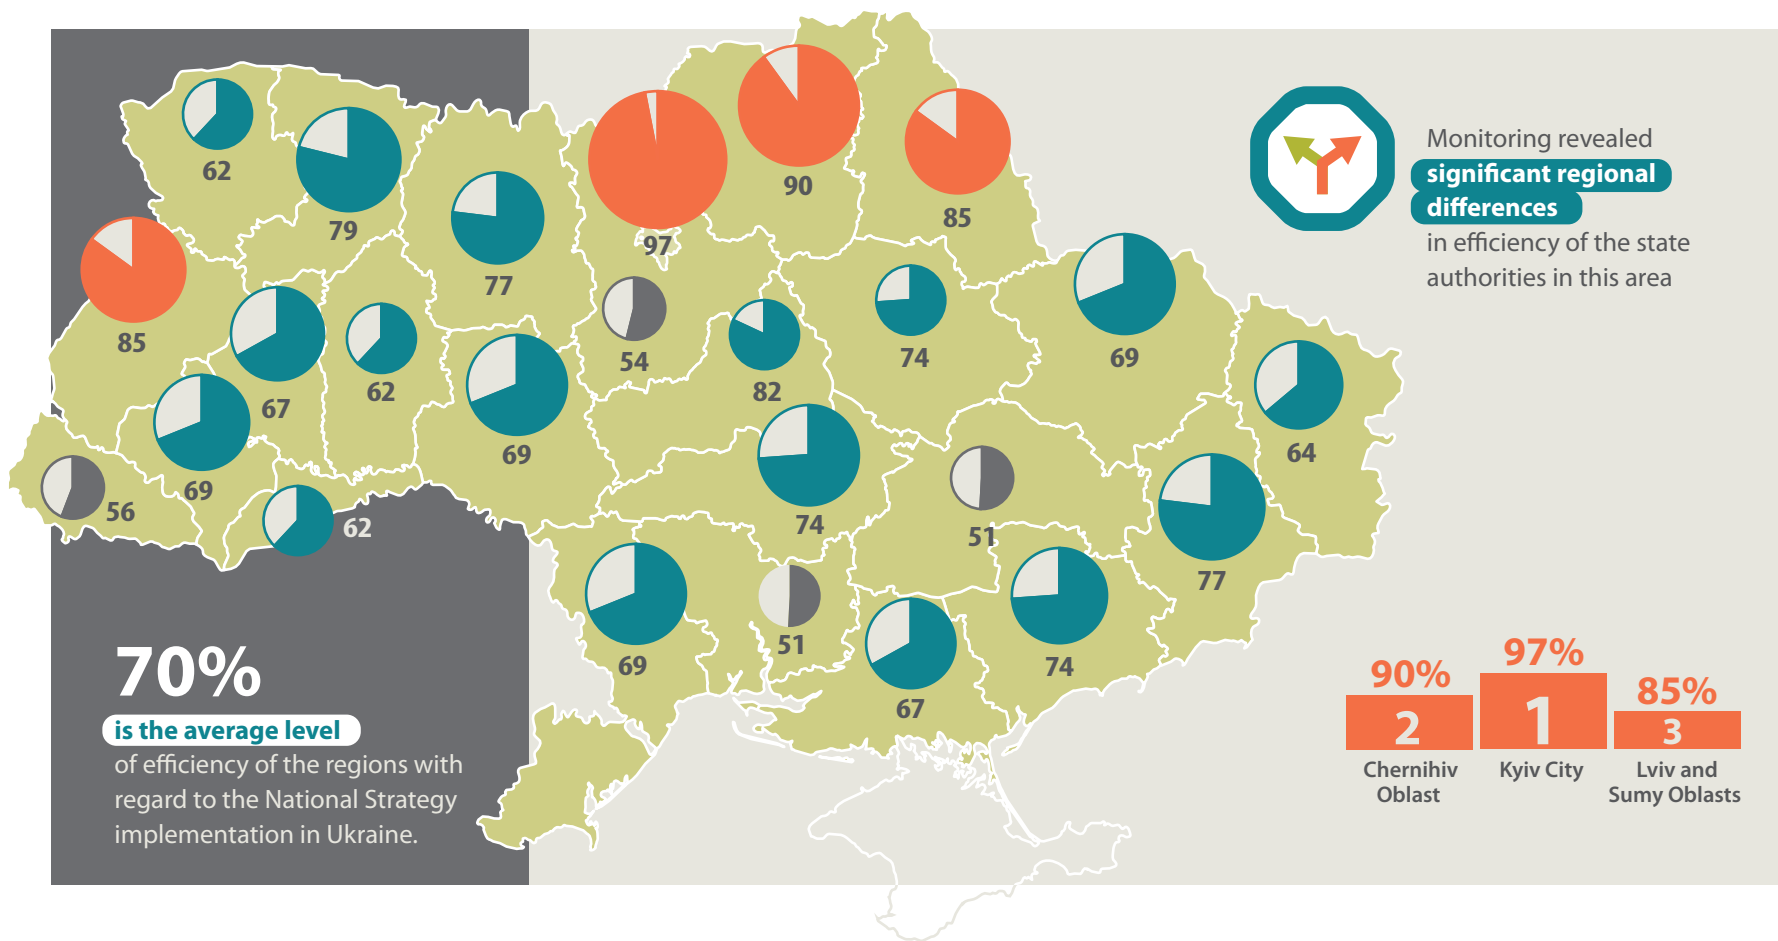 62
79
77
97
90
85
85
67
62
69
54
82
74
69
64
56
69
62
69
74
51
77
69
51
67
74
Monitoring revealed
significant regional
differences
in efficiency of the state
authorities in this area
70%
is the average level
of efficiency of the regions with
regard to the National Strategy
implementation in Ukraine.
90%
2
Chernihiv
Oblast
97%
1
Kyiv City
85%
3
Lviv and
Sumy Oblasts